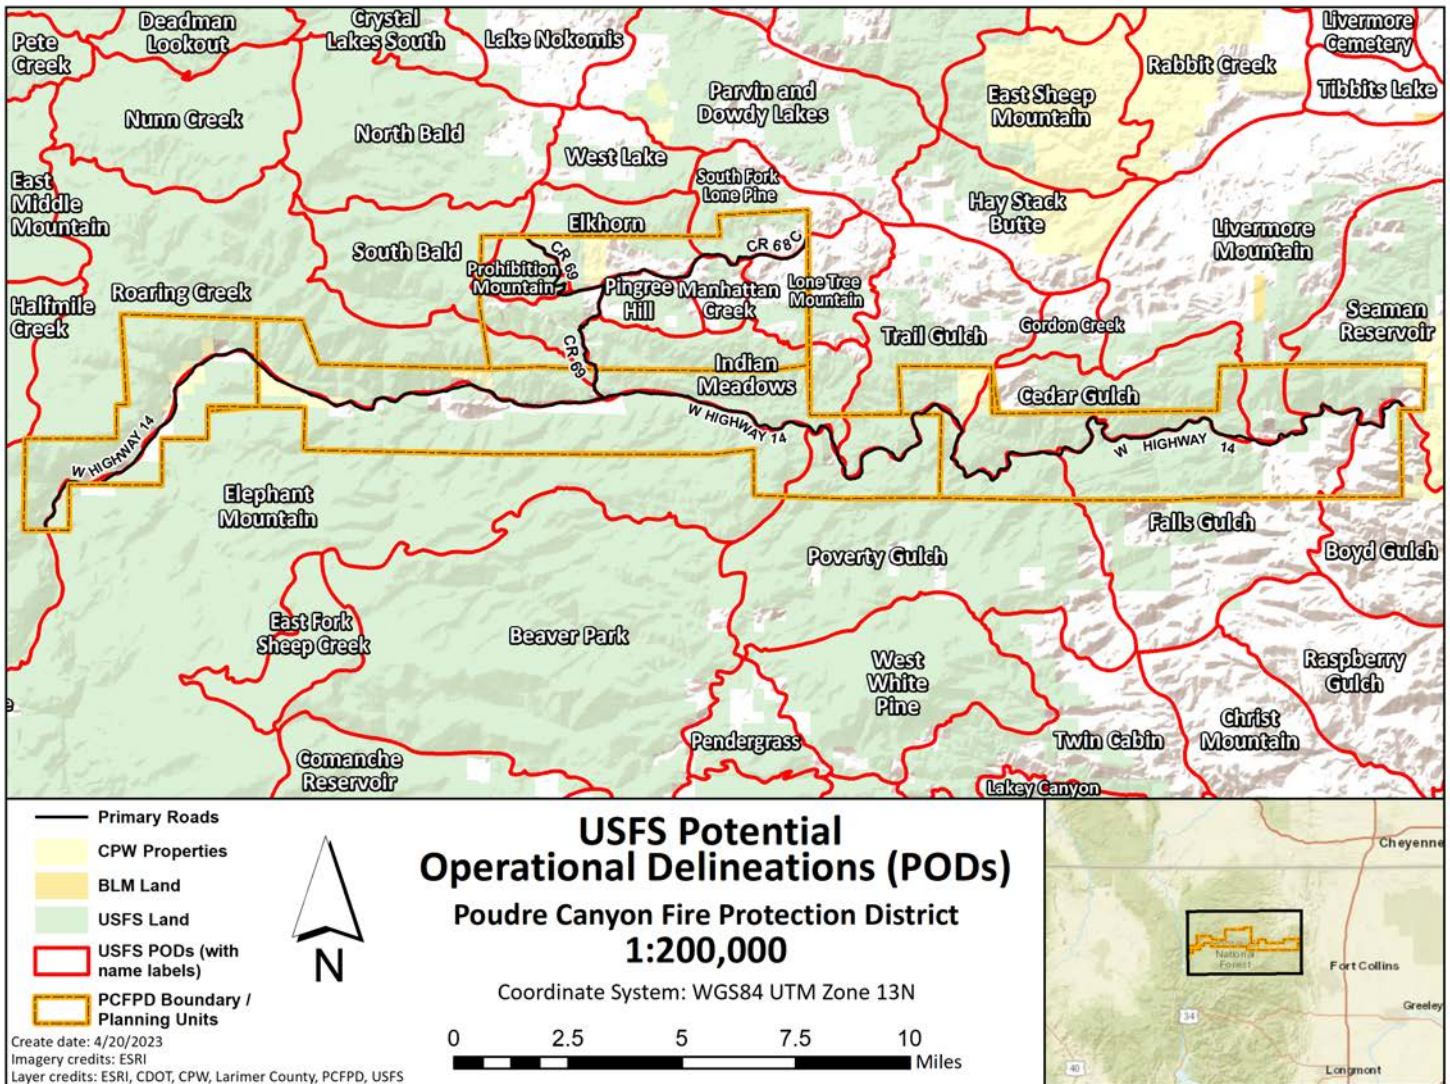 Deadman
Lookout
Crystal
Lakes South
Lake Nokomis
Livermore
Cemetery
Pete
Creek
Rabbit Creek
Tibbits Lake
Parvin and
Dowdy Lakes
East Sheep
Mountain
Nunn Creek
North Bald
West Lake
South Fork
Lone Pine
East
Middle
Mountain
Hay Stack
Butte
Elkhorn
Livermore
Mountain
South Bald
CR 69
CR 68C
Prohibition
Mountain
Pingree
Hill
Manhattan
Creek
Lone Tree
Mountain
Roaring Creek
Halfmile
Creek
Seaman
Reservoir
Gordon Creek
Trail Gulch
CR 69
Indian
Meadows
Cedar Gulch
W HIGHWAY 14
W HIGHWAY 14
W HIGHWAY 14
Elephant
Mountain
Falls Gulch
Poverty Gulch
Boyd Gulch
East Fork
Sheep Creek
Beaver Park
West
White
Pine
Raspberry
Gulch
Christ
Mountain
Pendergrass
Twin Cabin
Comanche
Reservoir
Lakey Canyon
e
Primary Roads
CPW Properties
BLM Land
USFS Land
USFS PODs (with
name labels)
PCFPD Boundary /
Planning Units
Create date: 4/20/2023
Imagery credits: ESRI
Layer credits: ESRI, CDOT, CPW, Larimer County, PCFPD, USFS
N
USFS Potential
Operational Delineations (PODs)
Poudre Canyon Fire Protection District
1:200,000
Coordinate System: WGS84 UTM Zone 13N
0 2.5 5 7.5 10
Miles
Cheyenne
National
Forest
Fort Collins
Greeley
34
40
Longmont